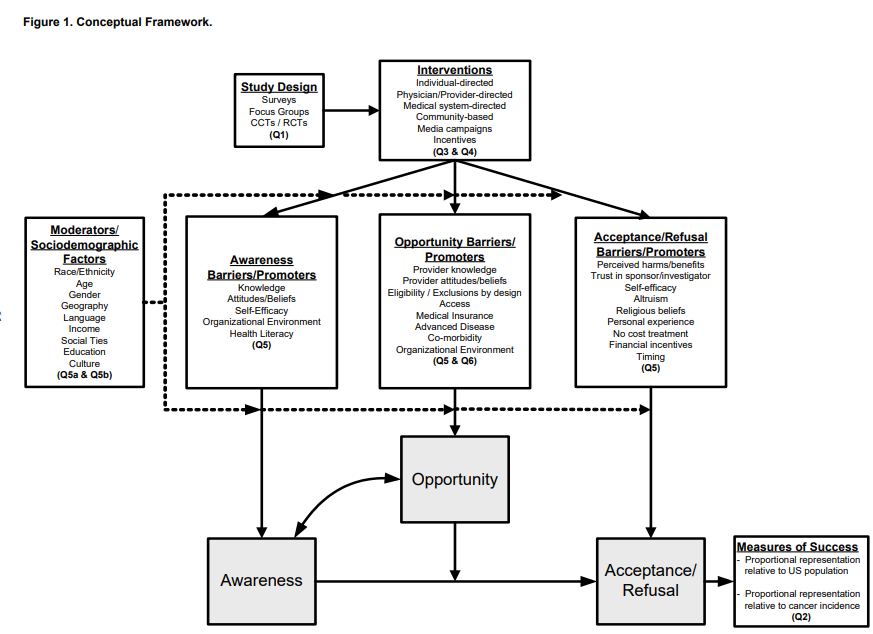 Figure 1. Conceptual Framework.
Study Design
Surveys
Focus Groups
CCTs / RCTs
(Q1)
Interventions
Individual-directed
Physician/Provider-directed
Medical system-directed
Community-based
Media campaigns
Incentives
(Q3 & Q4)
Moderators/
Sociodemographic
Factors
Race/Ethnicity
Age
Gender
Geography
Language
Income
Social Ties
Education
Culture
(Q5a & Q5b)
Awareness
Barriers/Promoters
Knowledge
Attitudes/Beliefs
Self-Efficacy
Organizational Environment
Health Literacy
(Q5)
Opportunity Barriers/
Promoters
Provider knowledge
Provider attitudes/beliefs
Eligibility / Exclusions by design
Access
Medical Insurance
Advanced Disease
Co-morbidity
Organizational Environment
(Q5 & Q6)
Acceptance/Refusal
Barriers/Promoters
Perceived harms/benefits
Trust in sponsor/investigator
Self-efficacy
Altruism
Religious beliefs
Personal experience
No cost treatment
Financial incentives
Timing
(Q5)
Opportunity
Awareness
Acceptance/
Refusal
Measures of Success
- Proportional representation
relative to US population
- Proportional representation
relative to cancer incidence
(Q2)